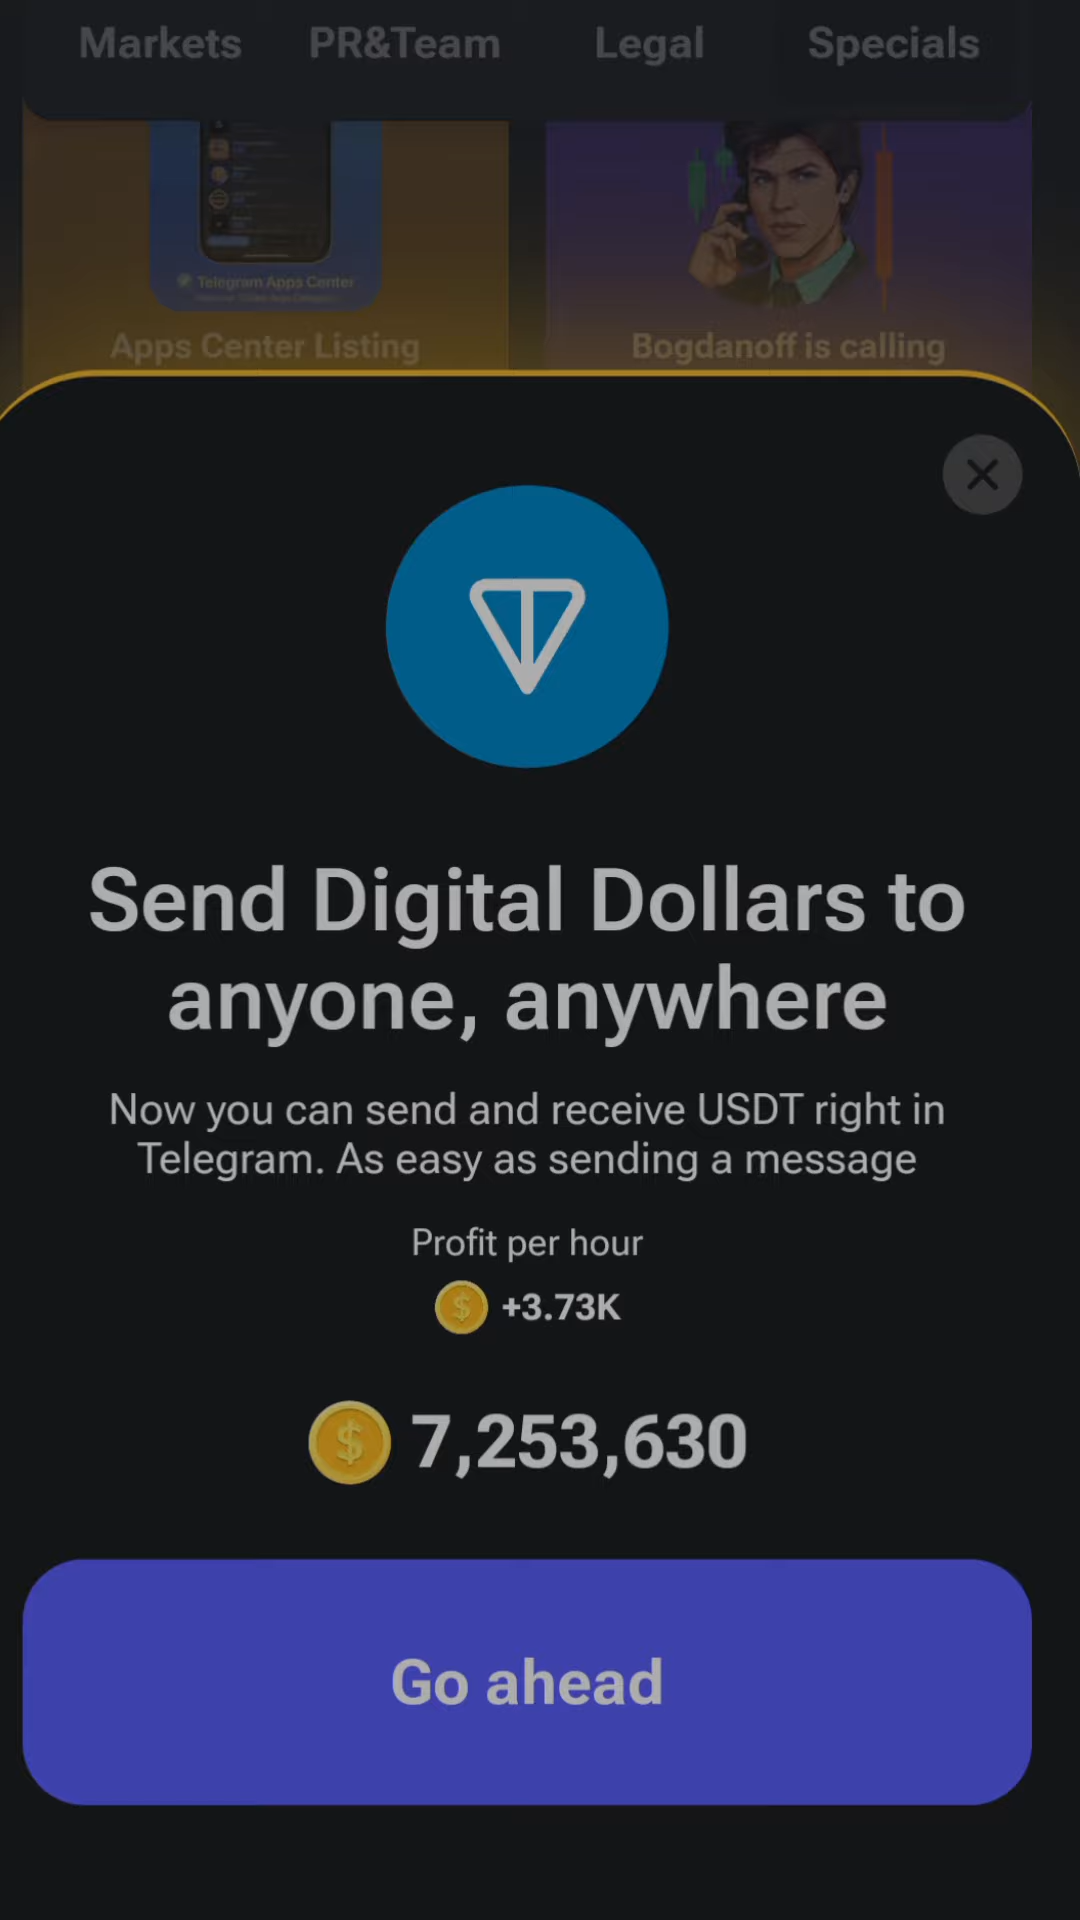 Markets PR&Team Legal Specials
Telegram Apps Center
Apps Center Listing
Bogdanoff is calling
Send Digital Dollars to
anyone, anywhere
Now you can send and receive USDT right in
Telegram. As easy as sending a message
Profit per hour
+3.73K
7,253,630
Go ahead